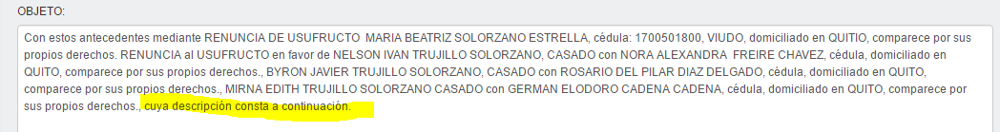 OBJETO:
Con estos antecedentes mediante RENUNCIA DE USUFRUCTO  MARIA BEATRIZ SOLORZANO ESTRELLA, cédula: 1700501800, VIUDO, domiciliado en QUITIO, comparece por sus
propios derechos. RENUNCIA al USUFRUCTO en favor de NELSON IVAN TRUJILLO SOLORZANO, CASADO con NORA ALEXANDRA  FREIRE CHAVEZ, cédula, domiciliado en
QUITO, comparece por sus propios derechos., BYRON JAVIER TRUJILLO SOLORZANO, CASADO con ROSARIO DEL PILAR DIAZ DELGADO, cédula, domiciliado en QUITO,
comparece por sus propios derechos., MIRNA EDITH TRUJILLO SOLORZANO CASADO con GERMAN ELODORO CADENA CADENA, cédula, domiciliado en QUITO, comparece por
sus propios derechos., cuya descripción consta a continuación.